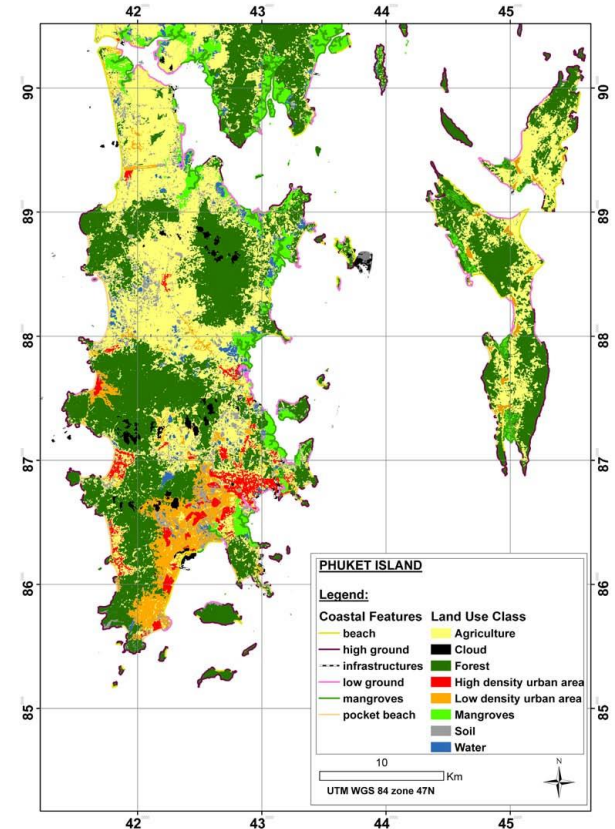 42 43 44 45
90 90
89 89
88 88
87 87
86 86
85 85
PHUKET ISLAND
Legend:
Coastal Features Land Use Class
beach Agriculture
high ground Cloud
infrastructures Forest
low ground High density urban area
mangroves Low density urban area
pocket beach Mangroves
Soil
Water
10
Km
N
UTM WGS 84 zone 47N
42 43 44 45